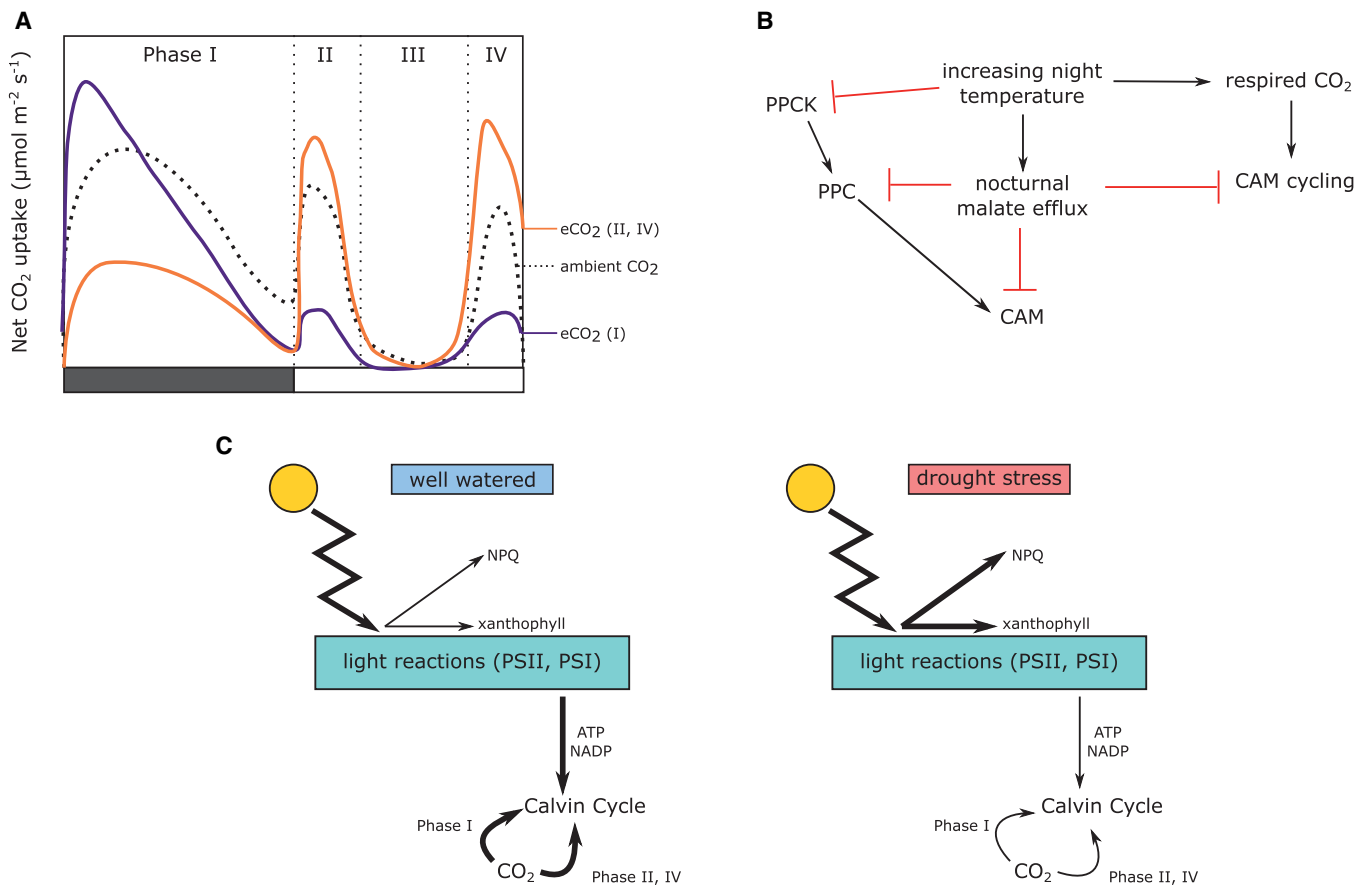 A
Net CO₂ uptake (μmol m⁻² s⁻¹)
Phase I
II
III
IV
eCO₂ (II, IV)
ambient CO₂
eCO₂ (I)
B
increasing night
temperature
respired CO₂
PPCK
PPC
nocturnal
malate efflux
CAM cycling
CAM
C
well watered
NPQ
xanthophyll
light reactions (PSII, PSI)
ATP
NADP
Calvin Cycle
Phase I
CO₂
Phase II, IV
drought stress
NPQ
xanthophyll
light reactions (PSII, PSI)
ATP
NADP
Calvin Cycle
Phase I
CO₂
Phase II, IV